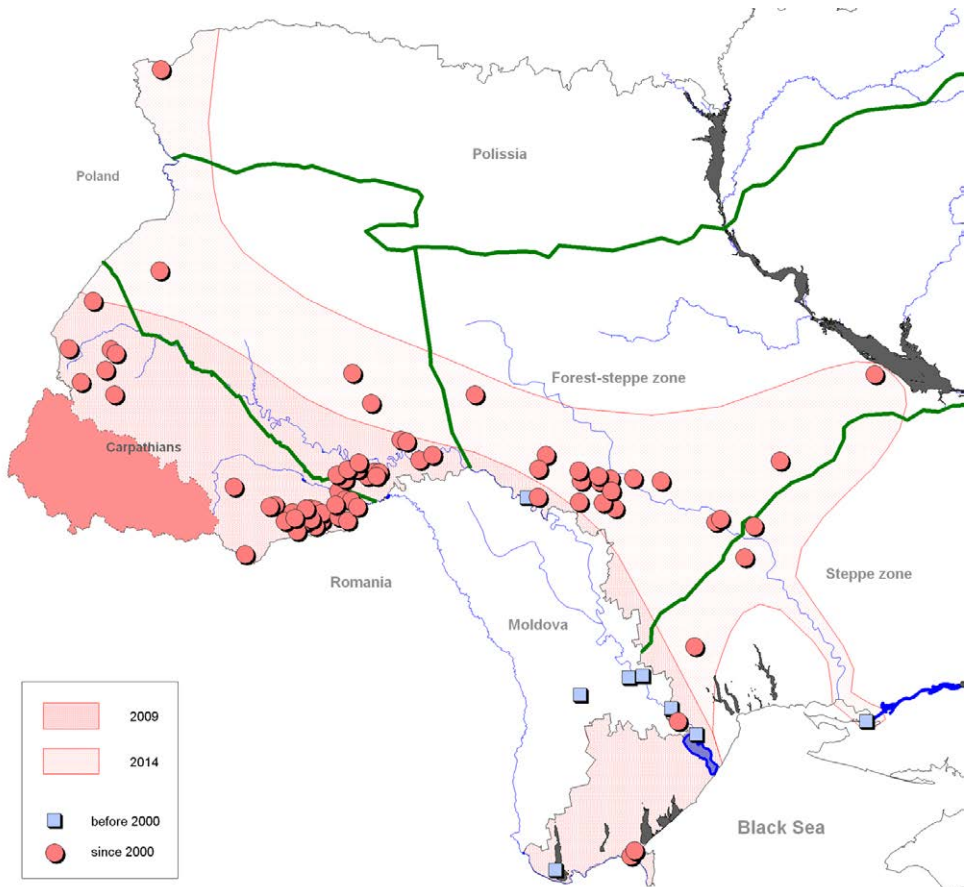 Polissia
Poland
Forest-steppe zone
Carpathians
Romania
Steppe zone
Moldova
2009
2014
before 2000
since 2000
Black Sea